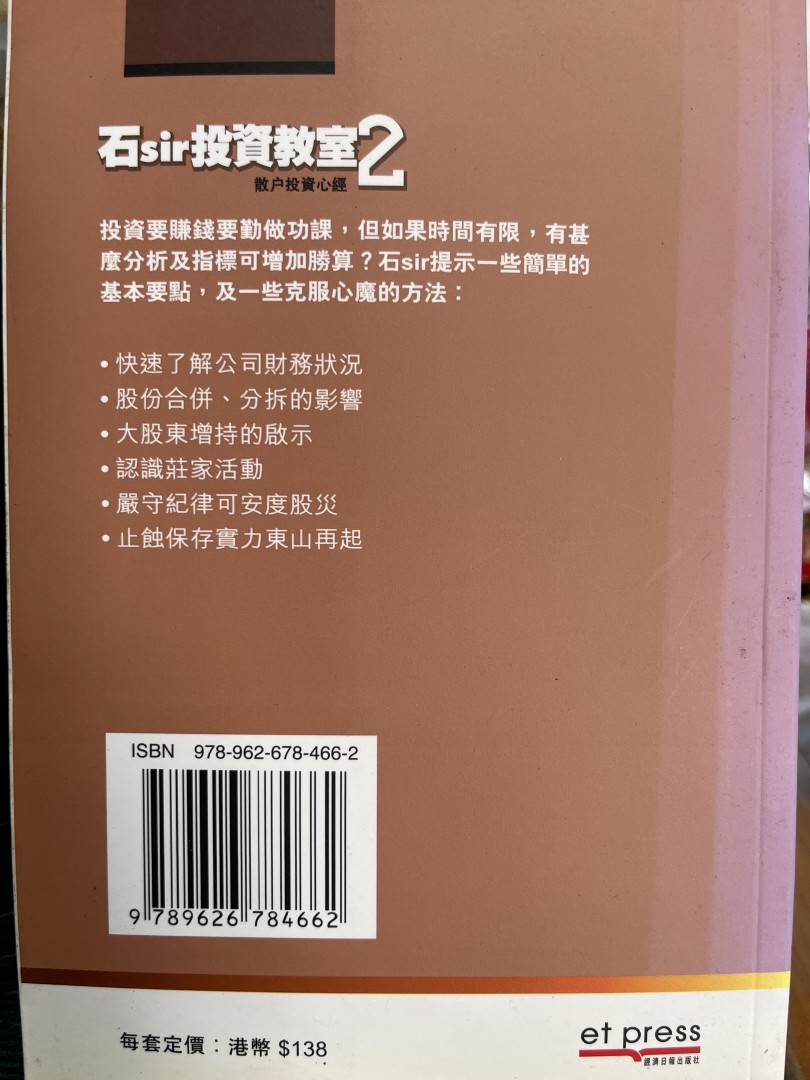 石sir投資教室2
散户投資心經
投資要賺錢要勤做功課，但如果時間有限，有甚
麼分析及指標可增加勝算？石sir提示一些簡單的
基本要點，及一些克服心魔的方法：
• 快速了解公司財務狀況
• 股份合併、分拆的影響
• 大股東增持的啟示
• 認識莊家活動
• 嚴守紀律可安度股災
• 止蝕保存實力東山再起
ISBN 978-962-678-466-2
9 789626 784662
每套定價：港幣 $138
et press
經濟日報出版社